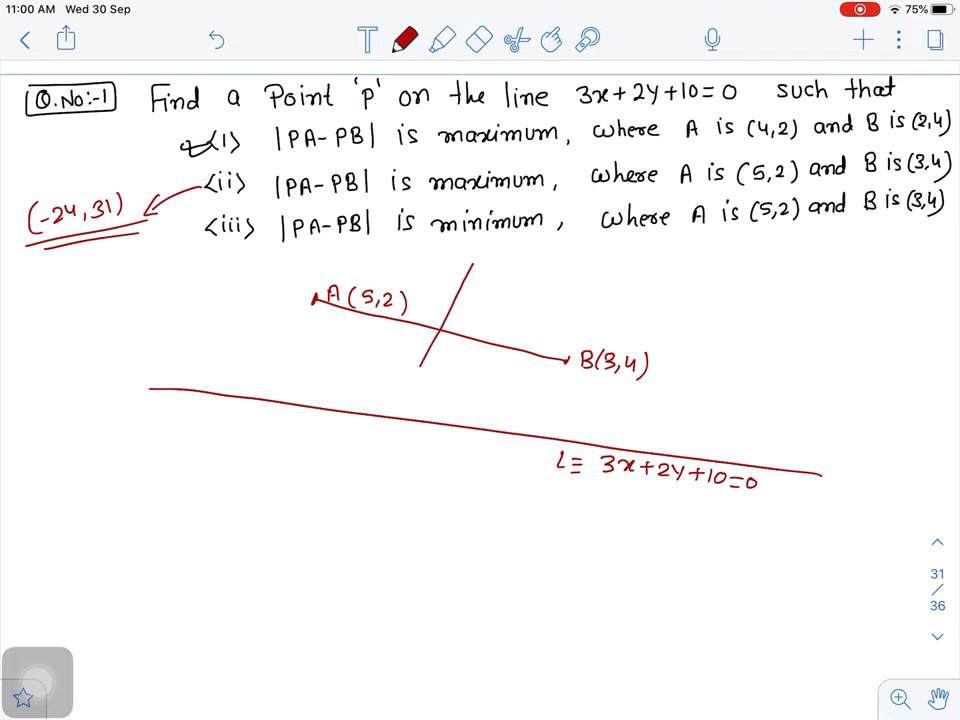 11:00 AM Wed 30 Sep 75%
Q.No:-1 Find a Point 'P' on the line 3x+2y+10=0 such that
<i> |PA-PB| is maximum, where A is (4,2) and B is (2,4)
<ii> |PA-PB| is maximum, where A is (5,2) and B is (3,4)
(-24,31)
<iii> |PA-PB| is minimum, where A is (5,2) and B is (3,4)
A(5,2)
B(3,4)
L≡ 3x+2y+10=0
31
/
36